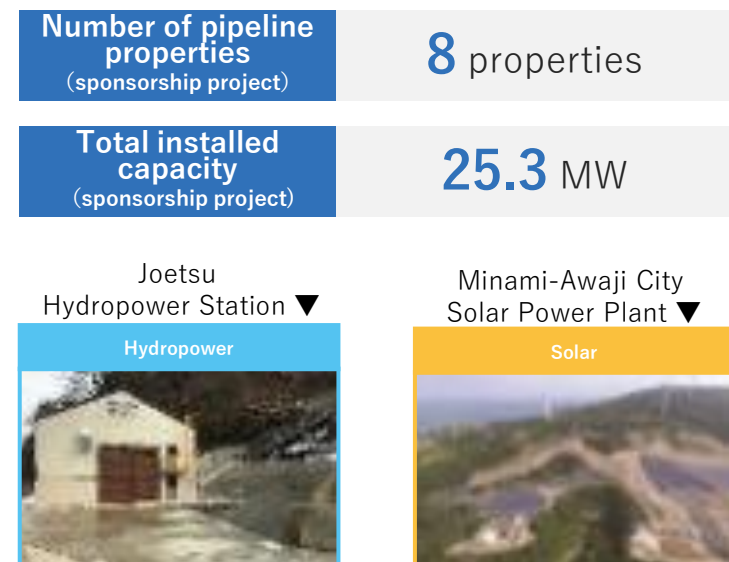 Number of pipeline
properties
（sponsorship project）
8 properties
Total installed
capacity
（sponsorship project）
25.3 MW
Joetsu
Hydropower Station ▼
Minami-Awaji City
Solar Power Plant ▼
Hydropower
Solar